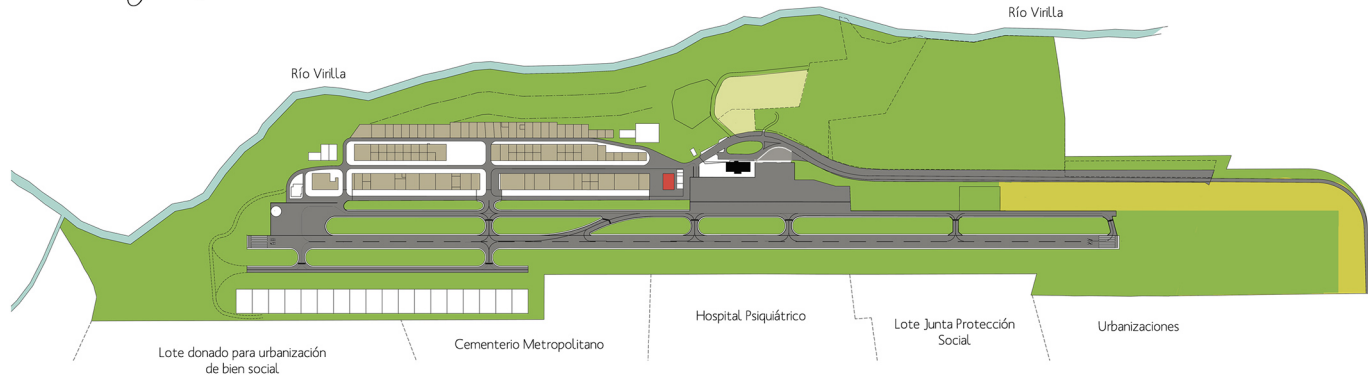 Río Virilla
Río Virilla
Hospital Psiquiátrico
Lote Junta Protección
Social
Urbanizaciones
Cementerio Metropolitano
Lote donado para urbanización
de bien social